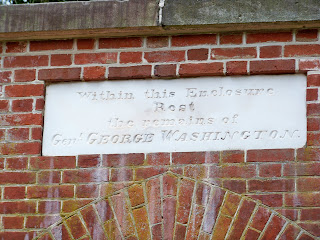 Within this Enclosure
Rest
the remains of
Genl. GEORGE WASHINGTON.